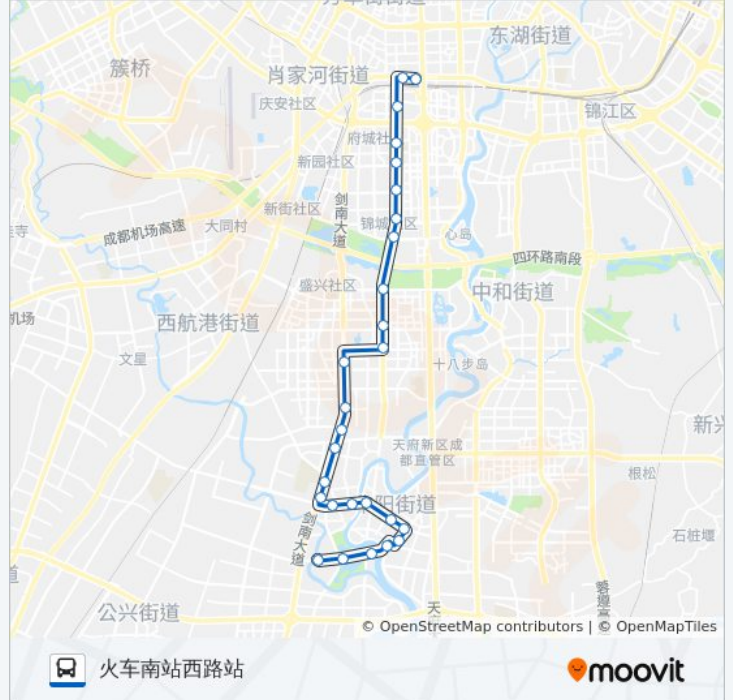 东湖街道
簇桥
肖家河街道
庆安社区
锦江区
府城社
新园社区
剑南大道
新街社区
锦城
区
大同村
成都机场高速
心岛
四环路南段
盛兴社区
中和街道
机场
西航港街道
文星
十八步岛
新兴
天府新区成
都直管区
根松
阳街道
剑南大道
石桩堰
道
公兴街道
天
© OpenStreetMap contributors | © OpenMapTiles
火车南站西路站
moovit